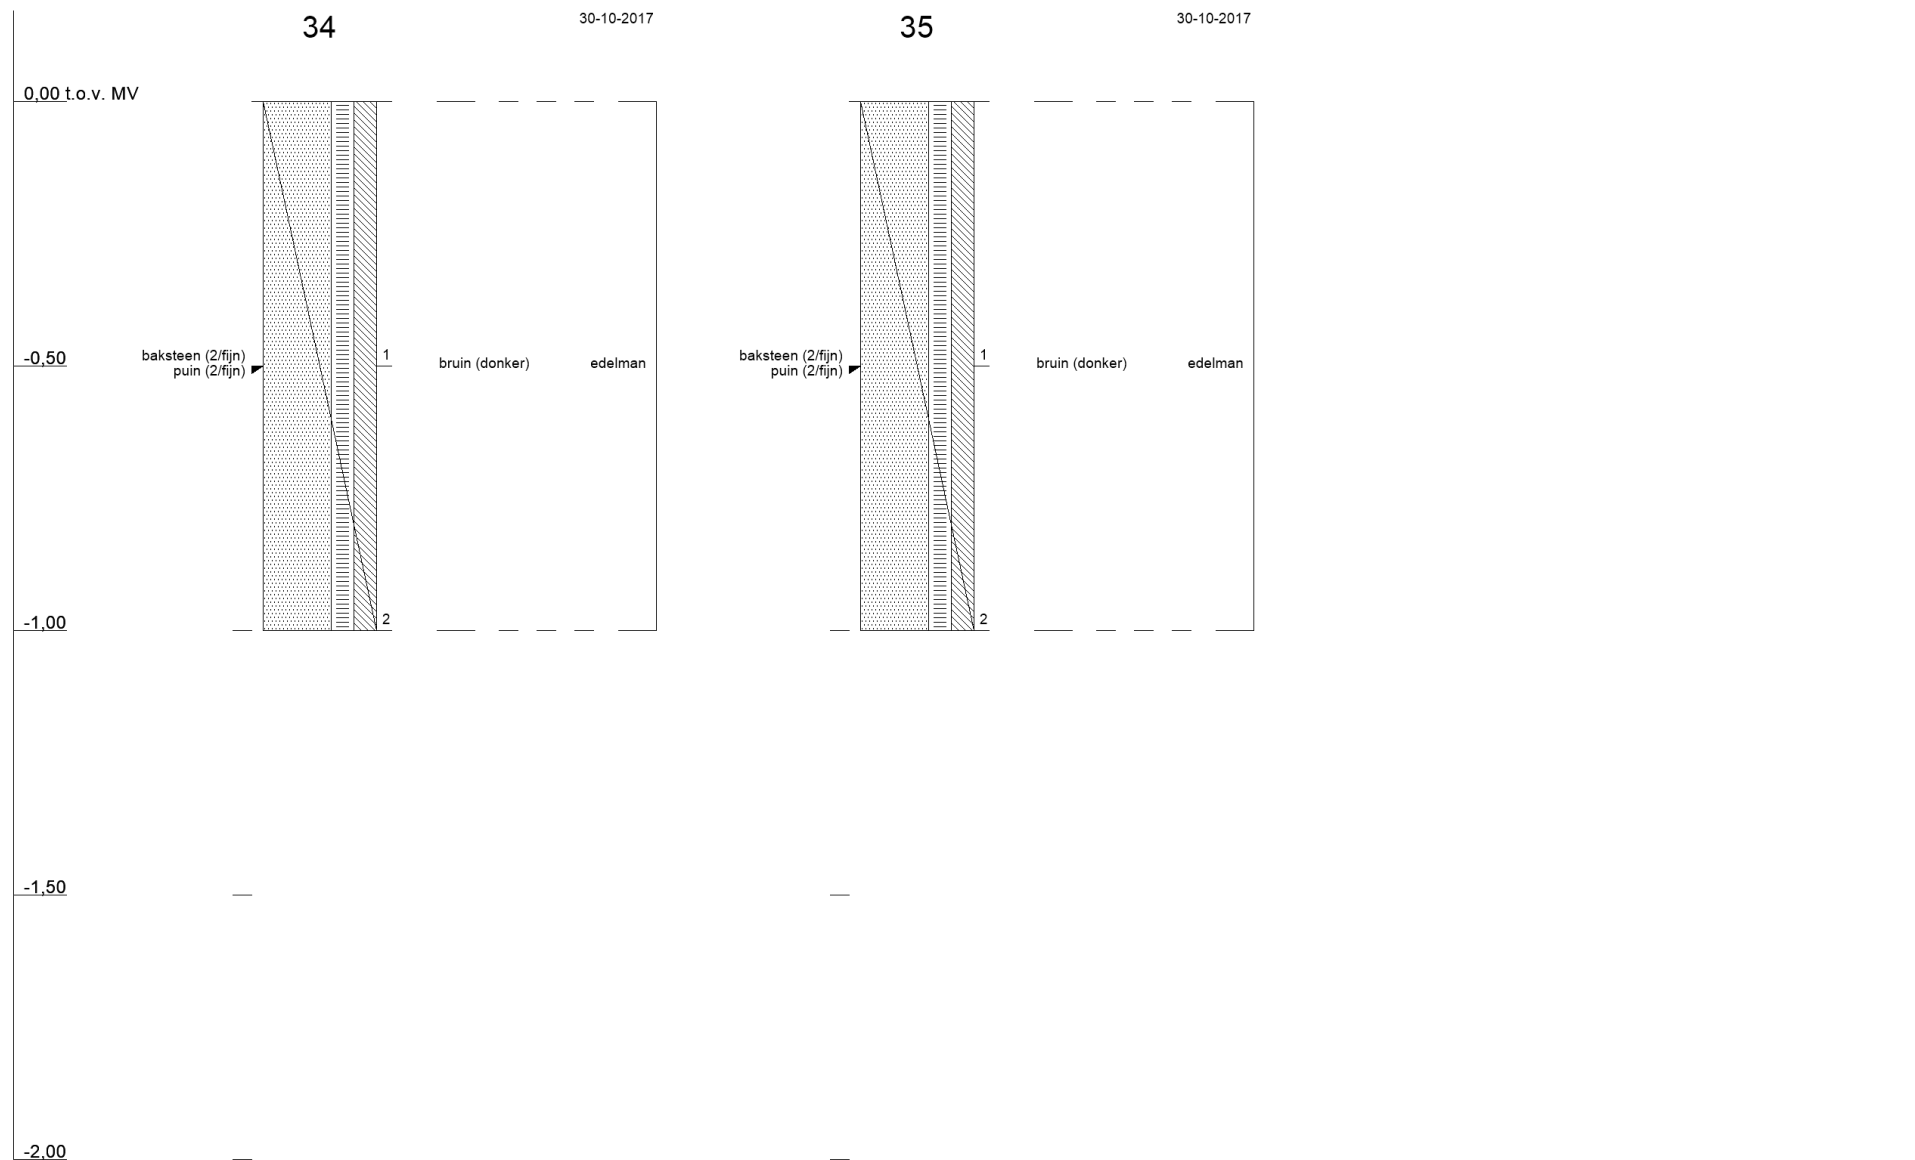 34
30-10-2017
35
30-10-2017
0,00 t.o.v. MV
-0,50
baksteen (2/fijn)
puin (2/fijn)
1
bruin (donker)
edelman
baksteen (2/fijn)
puin (2/fijn)
1
bruin (donker)
edelman
-1,00
2
2
-1,50
-2,00